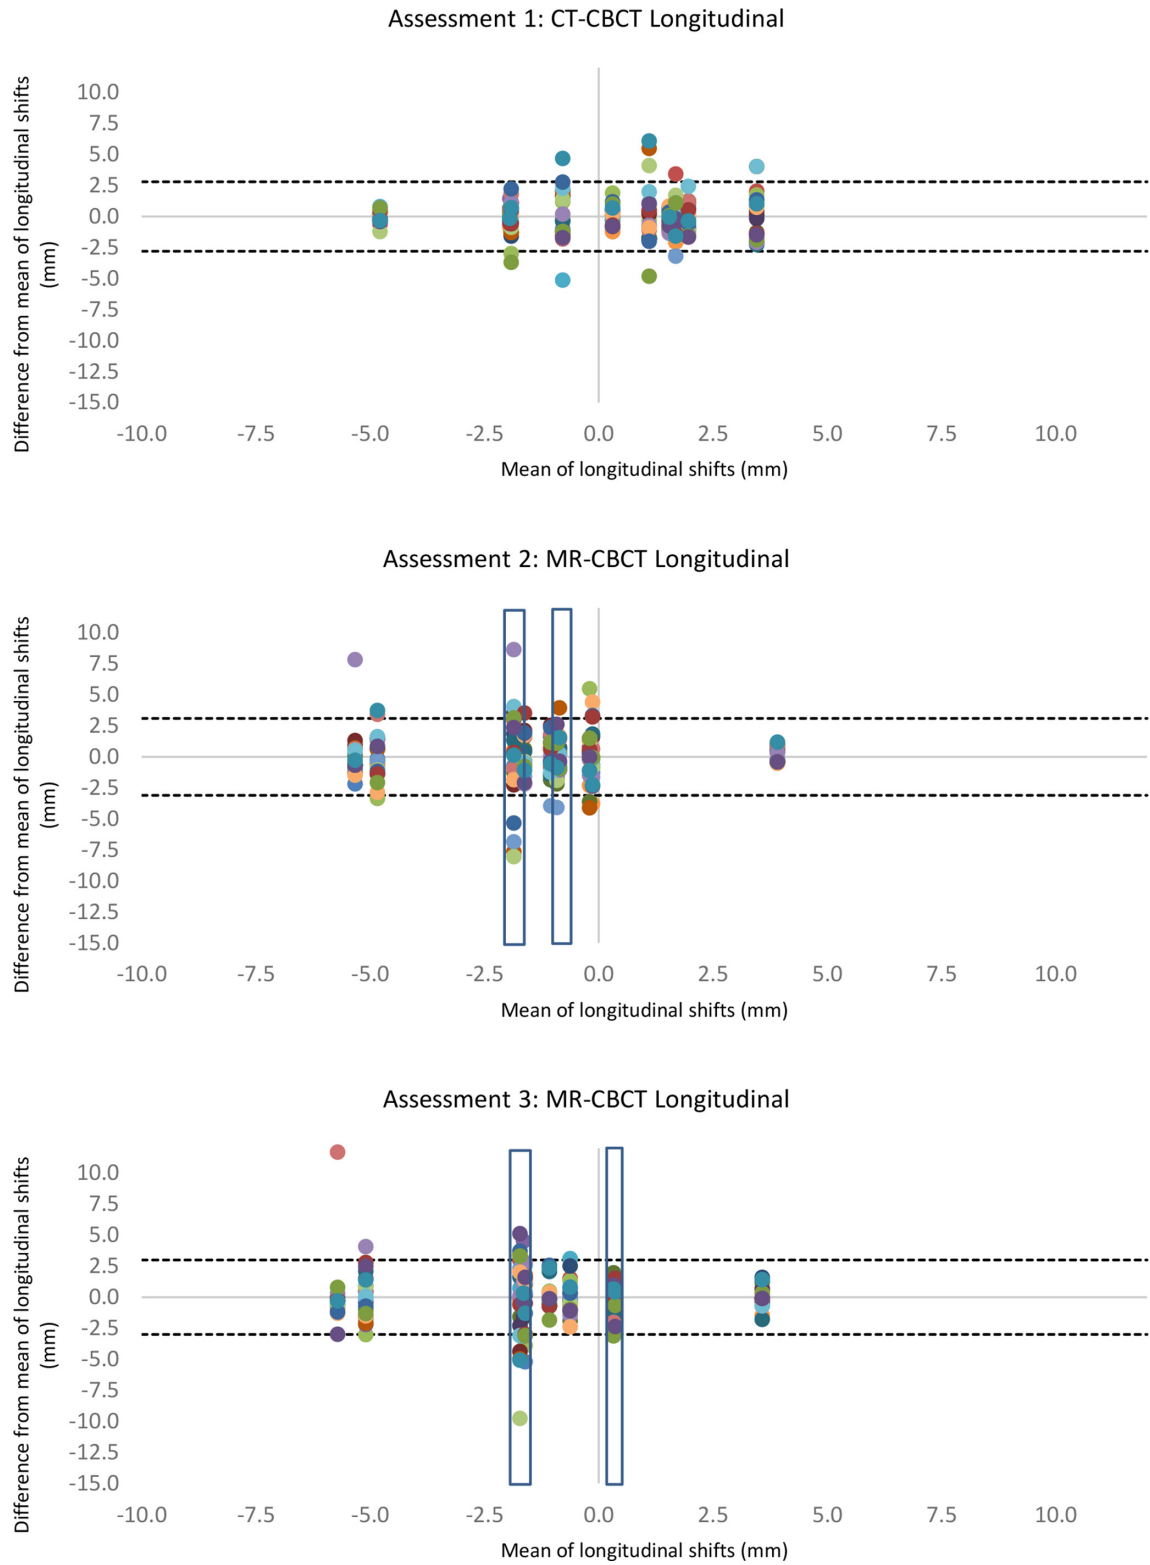 Assessment 1: CT-CBCT Longitudinal
Difference from mean of longitudinal shifts
(mm)
10.0
7.5
5.0
2.5
0.0
-2.5
-5.0
-7.5
-10.0
-12.5
-15.0
-10.0 -7.5 -5.0 -2.5 0.0 2.5 5.0 7.5 10.0
Mean of longitudinal shifts (mm)
Assessment 2: MR-CBCT Longitudinal
Difference from mean of longitudinal shifts
(mm)
10.0
7.5
5.0
2.5
0.0
-2.5
-5.0
-7.5
-10.0
-12.5
-15.0
-10.0 -7.5 -5.0 -2.5 0.0 2.5 5.0 7.5 10.0
Mean of longitudinal shifts (mm)
Assessment 3: MR-CBCT Longitudinal
Difference from mean of longitudinal shifts
(mm)
10.0
7.5
5.0
2.5
0.0
-2.5
-5.0
-7.5
-10.0
-12.5
-15.0
-10.0 -7.5 -5.0 -2.5 0.0 2.5 5.0 7.5 10.0
Mean of longitudinal shifts (mm)